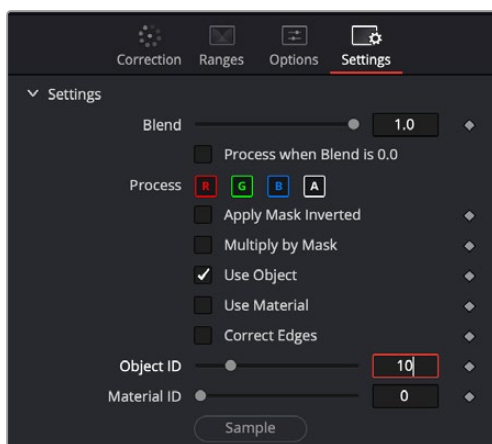 Correction Ranges Options Settings
Settings
Blend 1.0
Process when Blend is 0.0
Process R G B A
Apply Mask Inverted
Multiply by Mask
Use Object
Use Material
Correct Edges
Object ID 10
Material ID 0
Sample